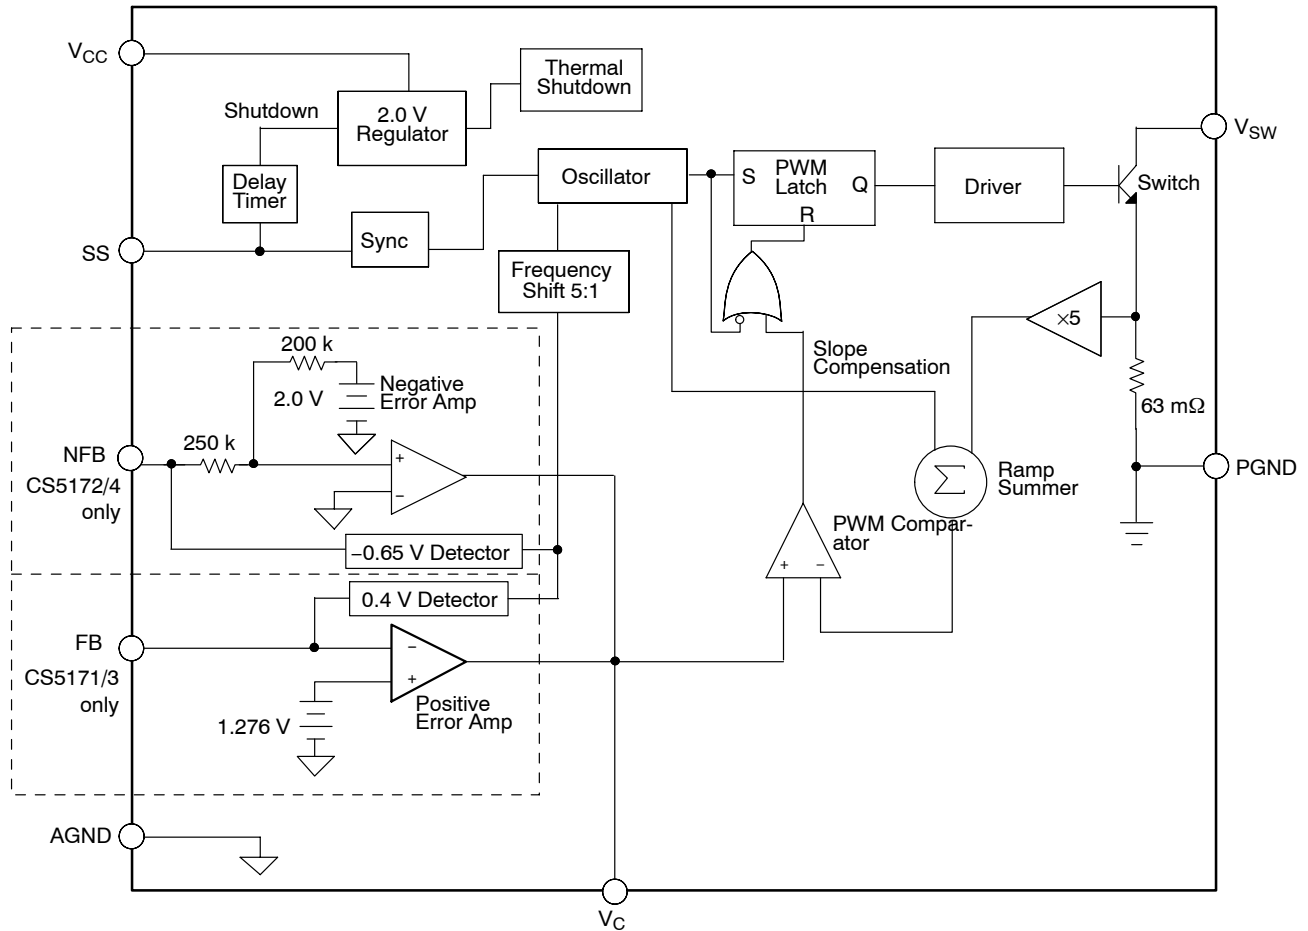 VCC
Thermal
Shutdown
Shutdown
2.0 V
Regulator
VSW
Delay
Timer
Oscillator
S
PWM
Latch
Q
R
Driver
Switch
SS
Sync
Frequency
Shift 5:1
×5
200 k
Slope
Compensation
2.0 V
Negative
Error Amp
63 mΩ
250 k
NFB
CS5172/4
only
+
−
Σ
Ramp
Summer
PGND
PWM Compar-
ator
−0.65 V Detector
+
−
0.4 V Detector
FB
CS5171/3
only
−
+
Positive
Error Amp
1.276 V
AGND
VC